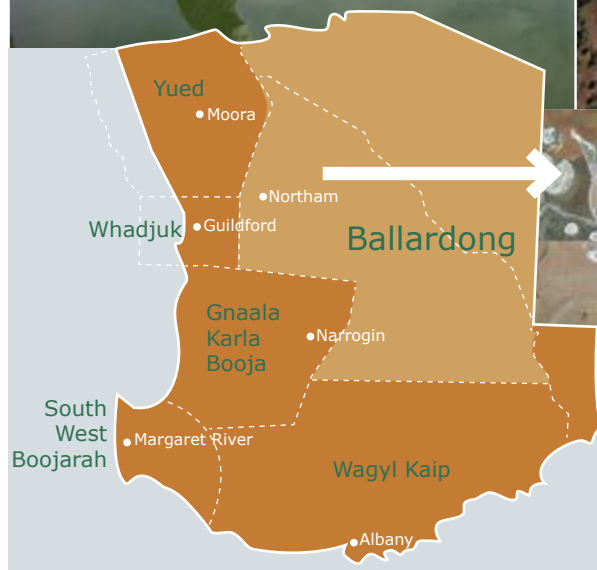 Yued
Moora
Northam
Whadjuk
Guildford
Ballardong
Gnaala
Karla
Booja
Narrogin
South
West
Boojarah
Margaret River
Wagyl Kaip
Albany